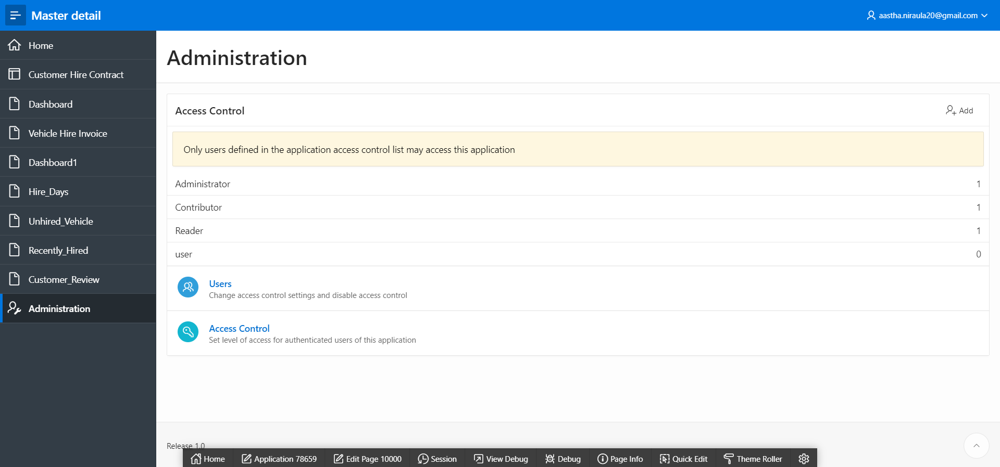 Master detail
aastha.niraula20@gmail.com
Home
Customer Hire Contract
Dashboard
Vehicle Hire Invoice
Dashboard1
Hire_Days
Unhired_Vehicle
Recently_Hired
Customer_Review
Administration
Administration
Access Control
Add
Only users defined in the application access control list may access this application
Administrator 1
Contributor 1
Reader 1
user 0
Users
Change access control settings and disable access control
Access Control
Set level of access for authenticated users of this application
Release 1.0
Home Application 78659 Edit Page 10000 Session View Debug Debug Page Info Quick Edit Theme Roller